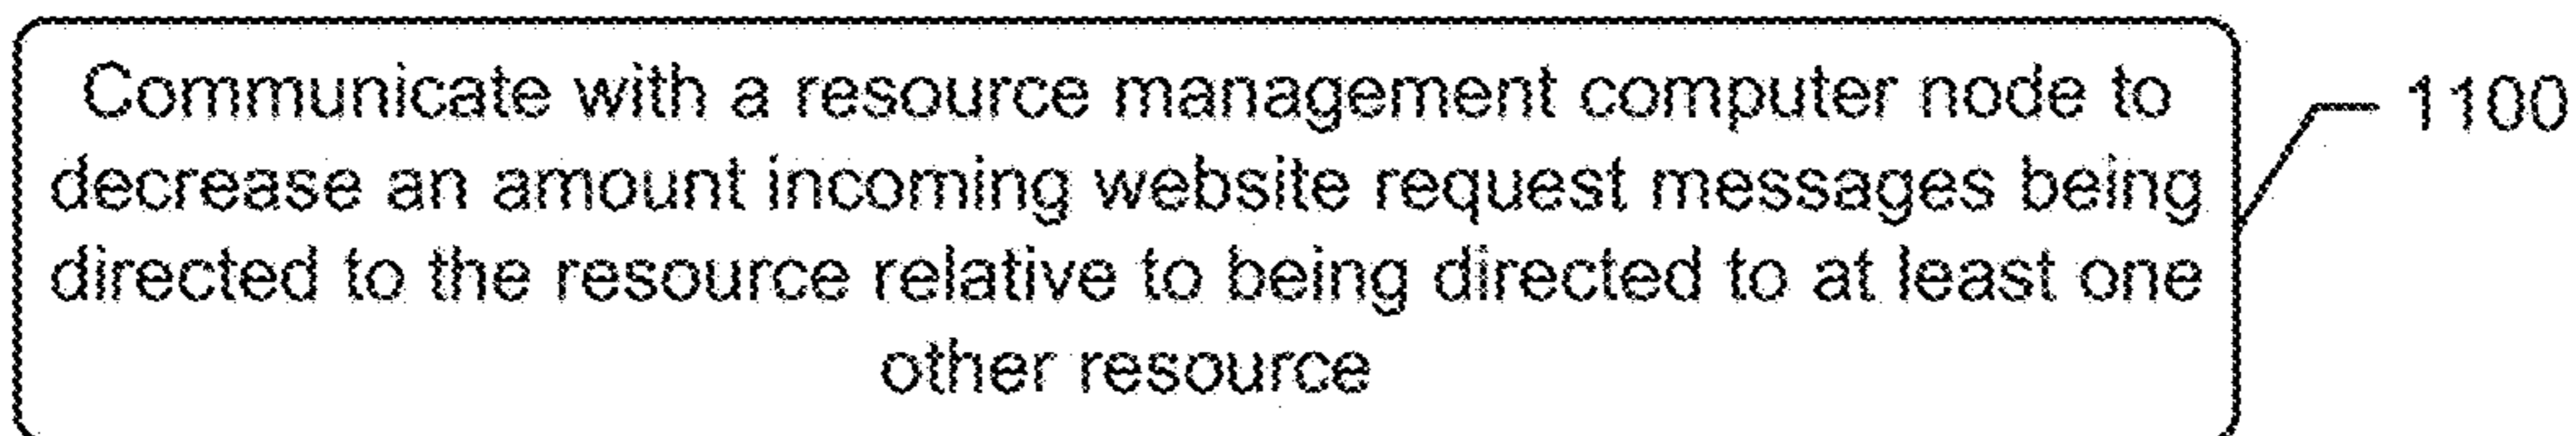 Communicate with a resource management computer node to
decrease an amount incoming website request messages being
directed to the resource relative to being directed to at least one
other resource
1100